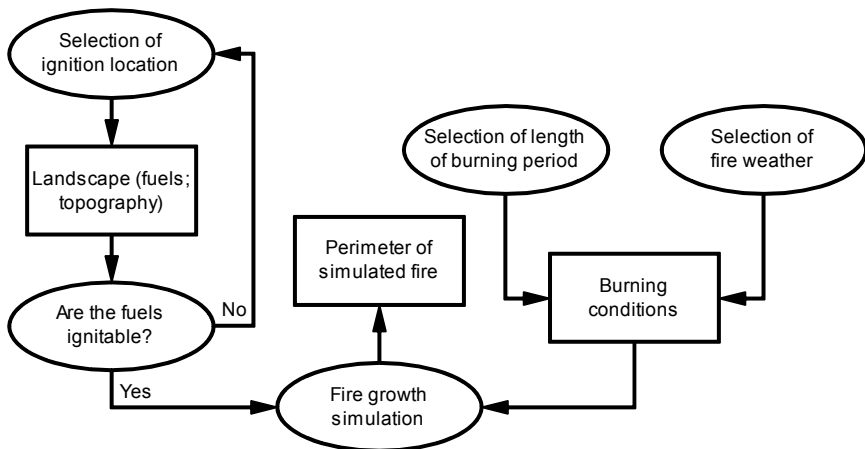 Selection of
ignition location
Landscape (fuels;
topography)
Are the fuels
ignitable?
No
Yes
Selection of length
of burning period
Selection of
fire weather
Perimeter of
simulated fire
Burning
conditions
Fire growth
simulation